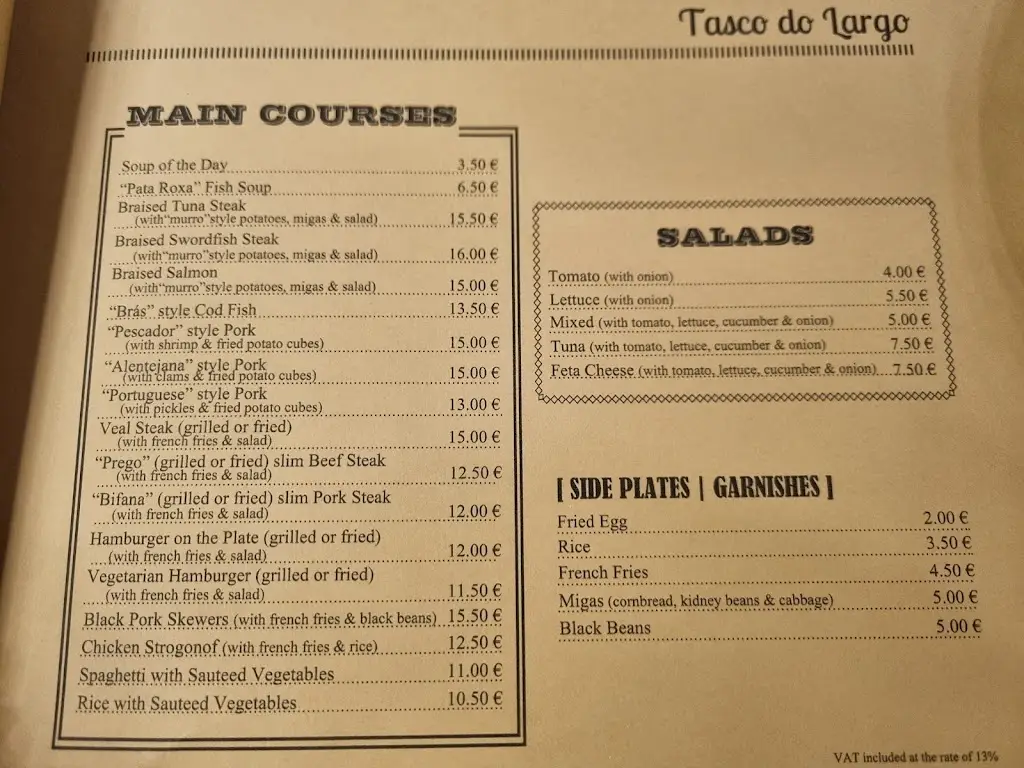 Tasco do Largo
MAIN COURSES
Soup of the Day 3.50 €
"Pata Roxa" Fish Soup 6.50 €
Braised Tuna Steak
(with"murro"style potatoes, migas & salad) 15.50 €
Braised Swordfish Steak
(with"murro"style potatoes, migas & salad) 16.00 €
Braised Salmon
(with"murro"style potatoes, migas & salad) 15.00 €
"Brás" style Cod Fish 13.50 €
"Pescador" style Pork
(with shrimp & fried potato cubes) 15.00 €
"Alentejana" style Pork
(with clams & fried potato cubes) 15.00 €
"Portuguese" style Pork
(with pickles & fried potato cubes) 13.00 €
Veal Steak (grilled or fried)
(with french fries & salad) 15.00 €
"Prego" (grilled or fried) slim Beef Steak
(with french fries & salad) 12.50 €
"Bifana" (grilled or fried) slim Pork Steak
(with french fries & salad) 12.00 €
Hamburger on the Plate (grilled or fried)
(with french fries & salad) 12.00 €
Vegetarian Hamburger (grilled or fried)
(with french fries & salad) 11.50 €
Black Pork Skewers (with french fries & black beans) 15.50 €
Chicken Strogonof (with french fries & rice) 12.50 €
Spaghetti with Sauteed Vegetables 11.00 €
Rice with Sauteed Vegetables 10.50 €
SALADS
Tomato (with onion) 4.00 €
Lettuce (with onion) 5.50 €
Mixed (with tomato, lettuce, cucumber & onion) 5.00 €
Tuna (with tomato, lettuce, cucumber & onion) 7.50 €
Feta Cheese (with tomato, lettuce, cucumber & onion) 7.50 €
[ SIDE PLATES | GARNISHES ]
Fried Egg 2.00 €
Rice 3.50 €
French Fries 4.50 €
Migas (cornbread, kidney beans & cabbage) 5.00 €
Black Beans 5.00 €
VAT included at the rate of 13%